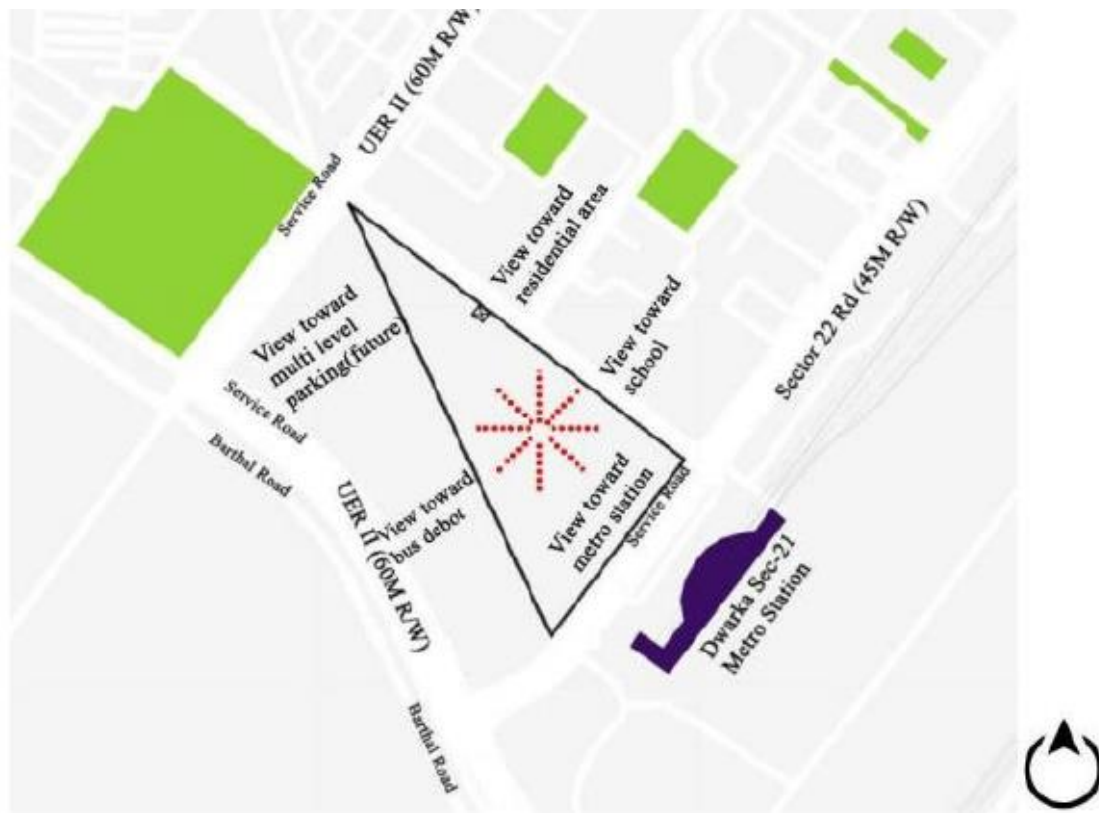 UER II (60M R/W)
Service Road
View toward
residential area
Sector 22 Rd (45M R/W)
View toward
multi level
parking(future)
View toward
school
Service Road
Barthal Road
View toward
bus debot
UER II (60M R/W)
View toward
metro station
Service Road
Dwarka Sec-21
Metro Station
Barthal Road